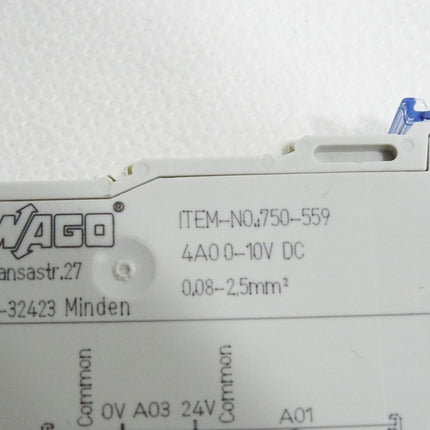 WAGO®
ITEM-NO.:750-559
ansastr.27
4AO 0-10V DC
-32423 Minden
0,08-2,5mm²
Common
0V AO3 24V
Common
AO1